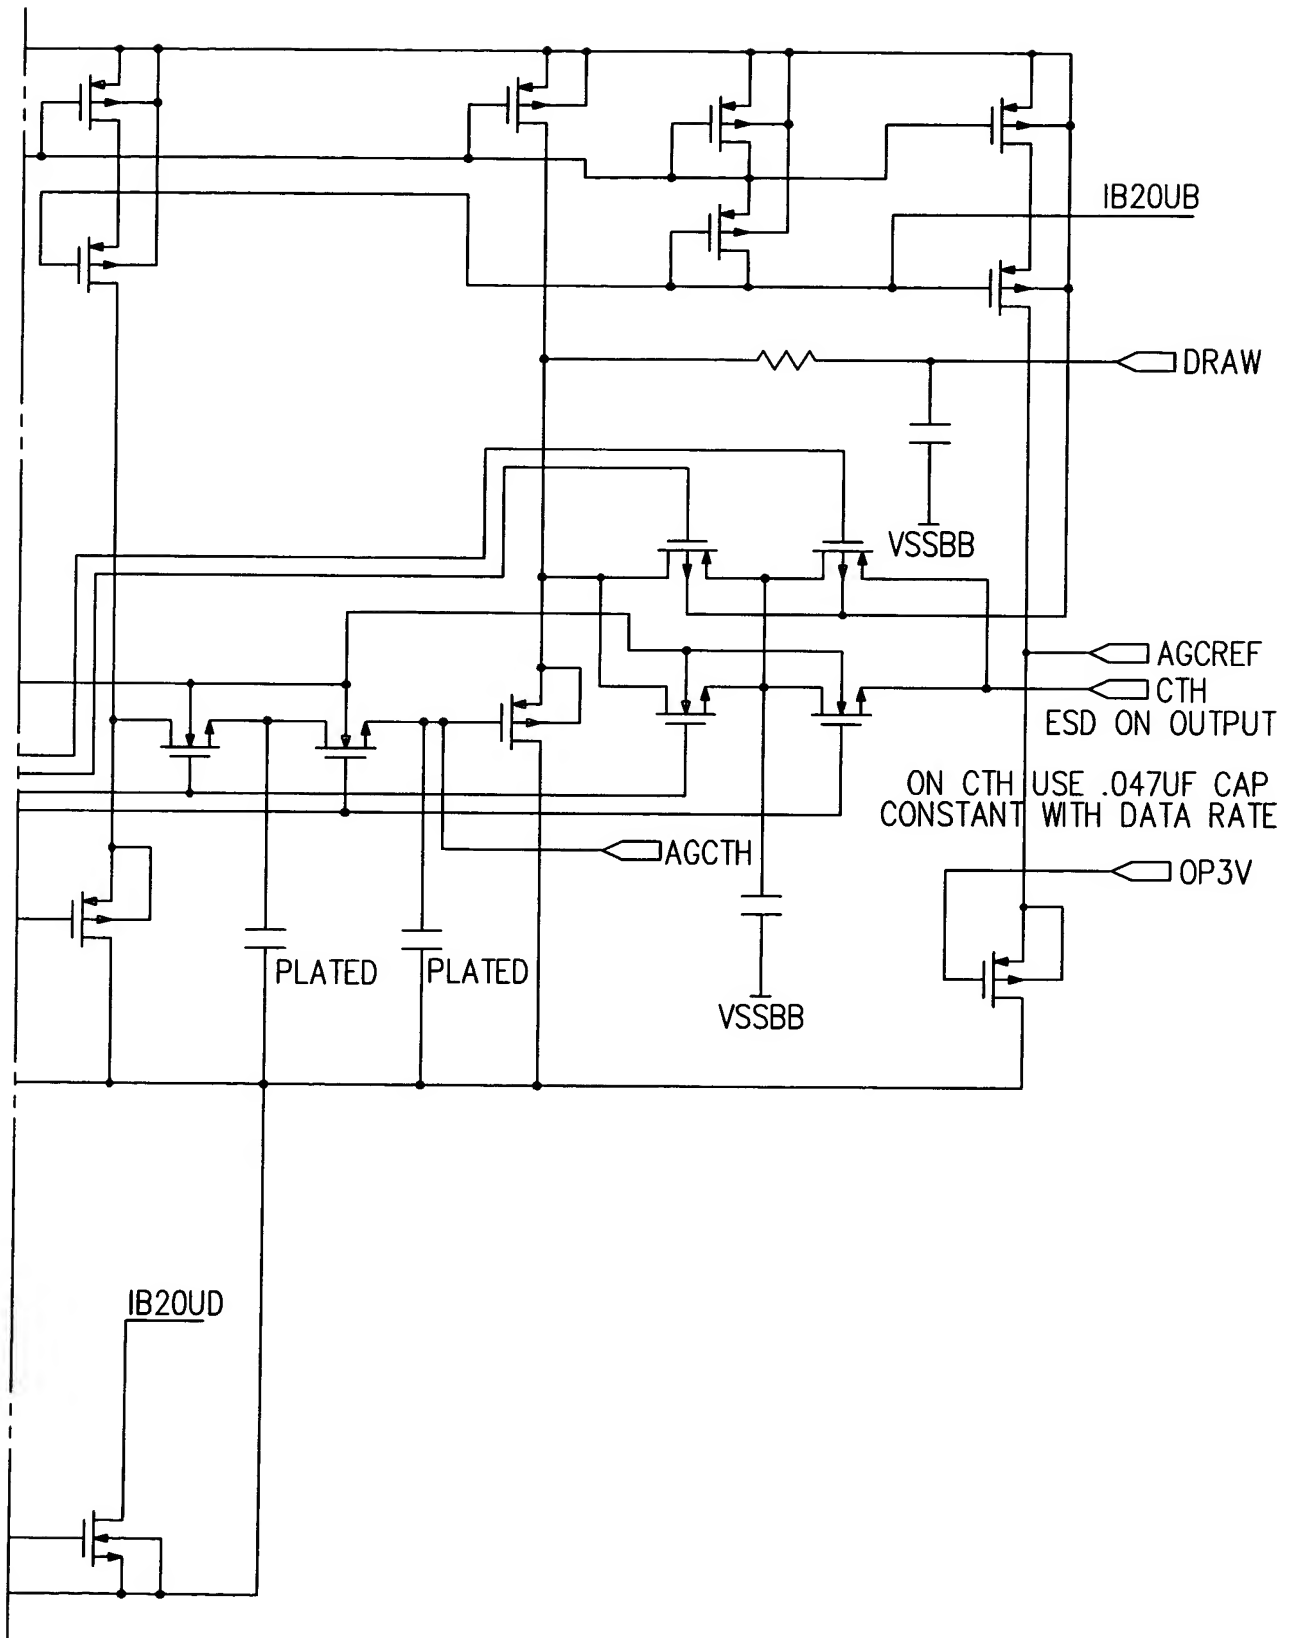 IB20UB
DRAW
VSSBB
AGCREF
CTH
ESD ON OUTPUT
ON CTH USE .047UF CAP
CONSTANT WITH DATA RATE
AGCTH
OP3V
PLATED
PLATED
VSSBB
IB20UD